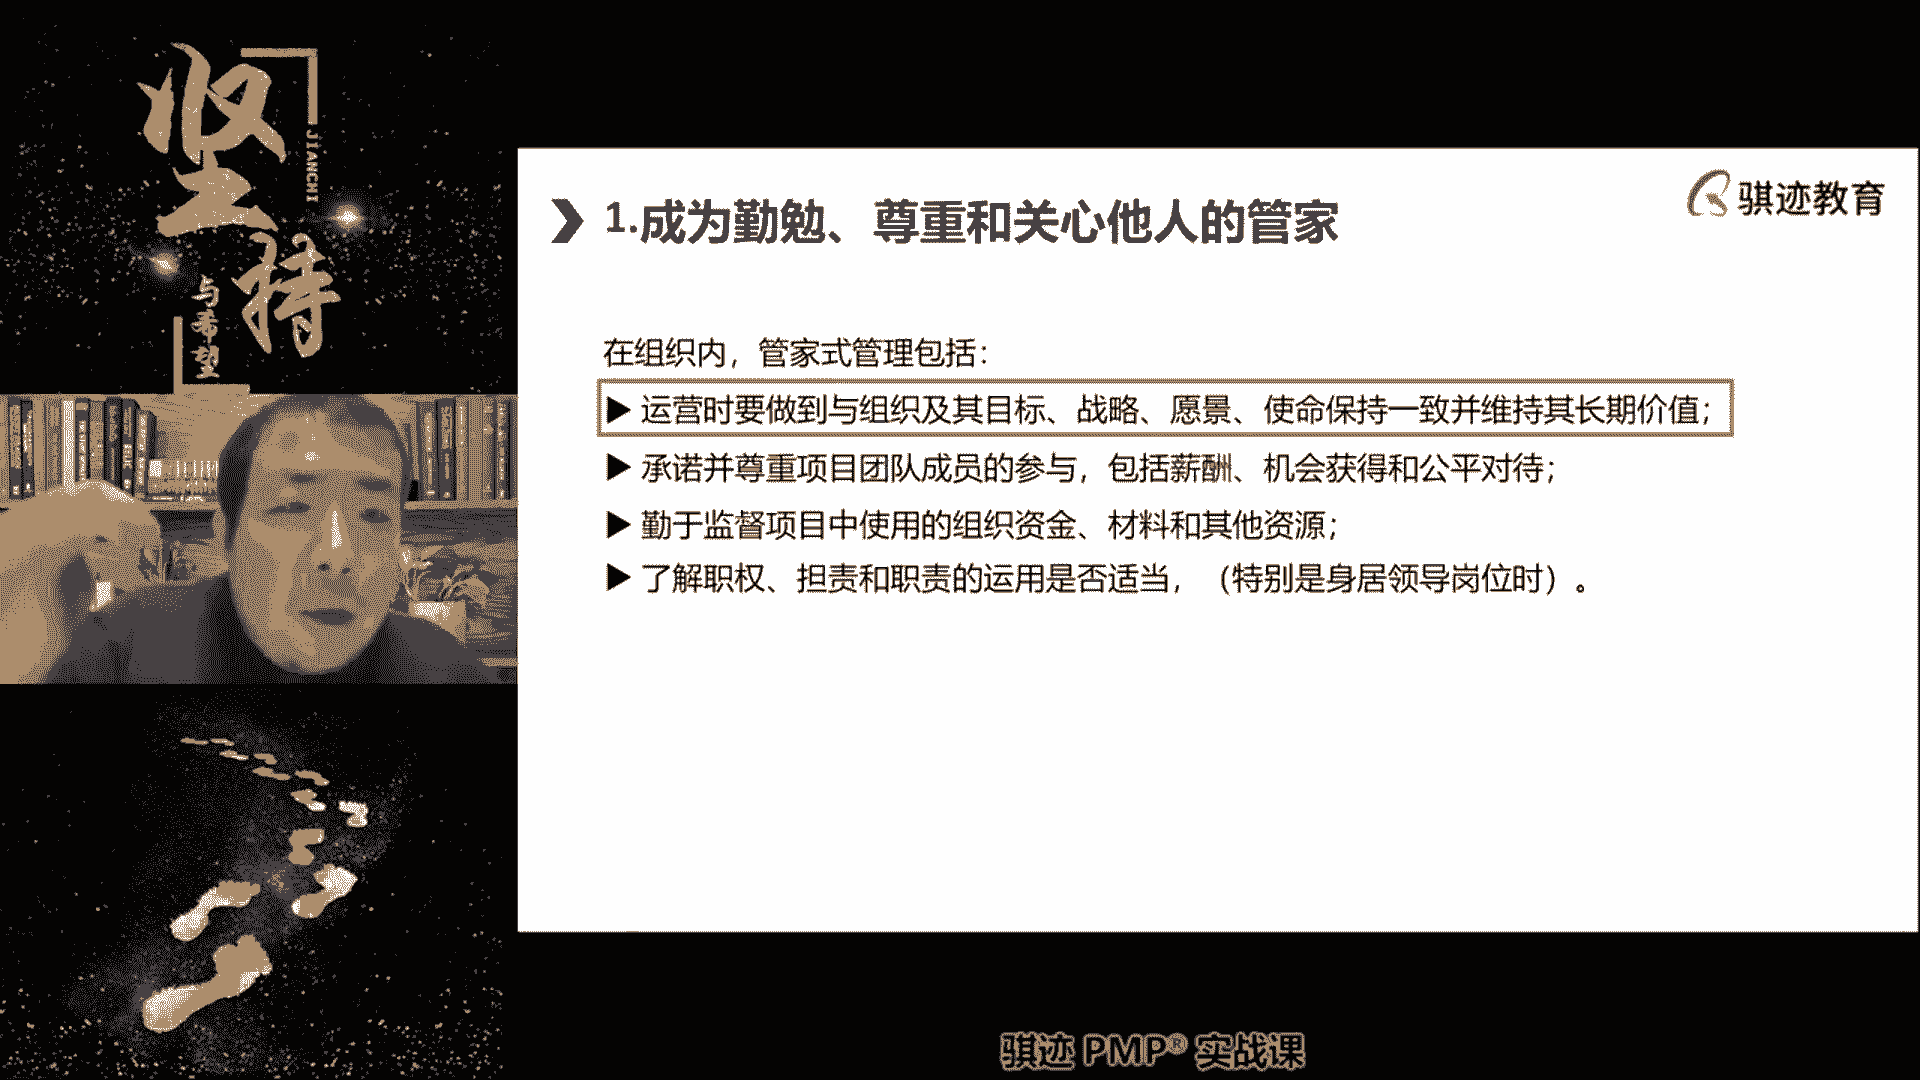 坚持
JIANCHI
与希望
骐迹教育
1.成为勤勉、尊重和关心他人的管家
在组织内，管家式管理包括：
▶ 运营时要做到与组织及其目标、战略、愿景、使命保持一致并维持其长期价值；
▶ 承诺并尊重项目团队成员的参与，包括薪酬、机会获得和公平对待；
▶ 勤于监督项目中使用的组织资金、材料和其他资源；
▶ 了解职权、担责和职责的运用是否适当，（特别是身居领导岗位时）。
骐迹 PMP® 实战课